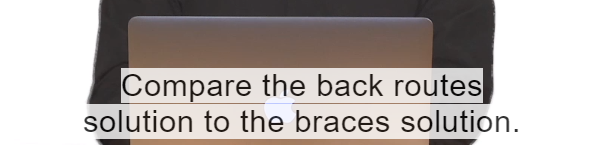 Compare the back routes
solution to the braces solution.